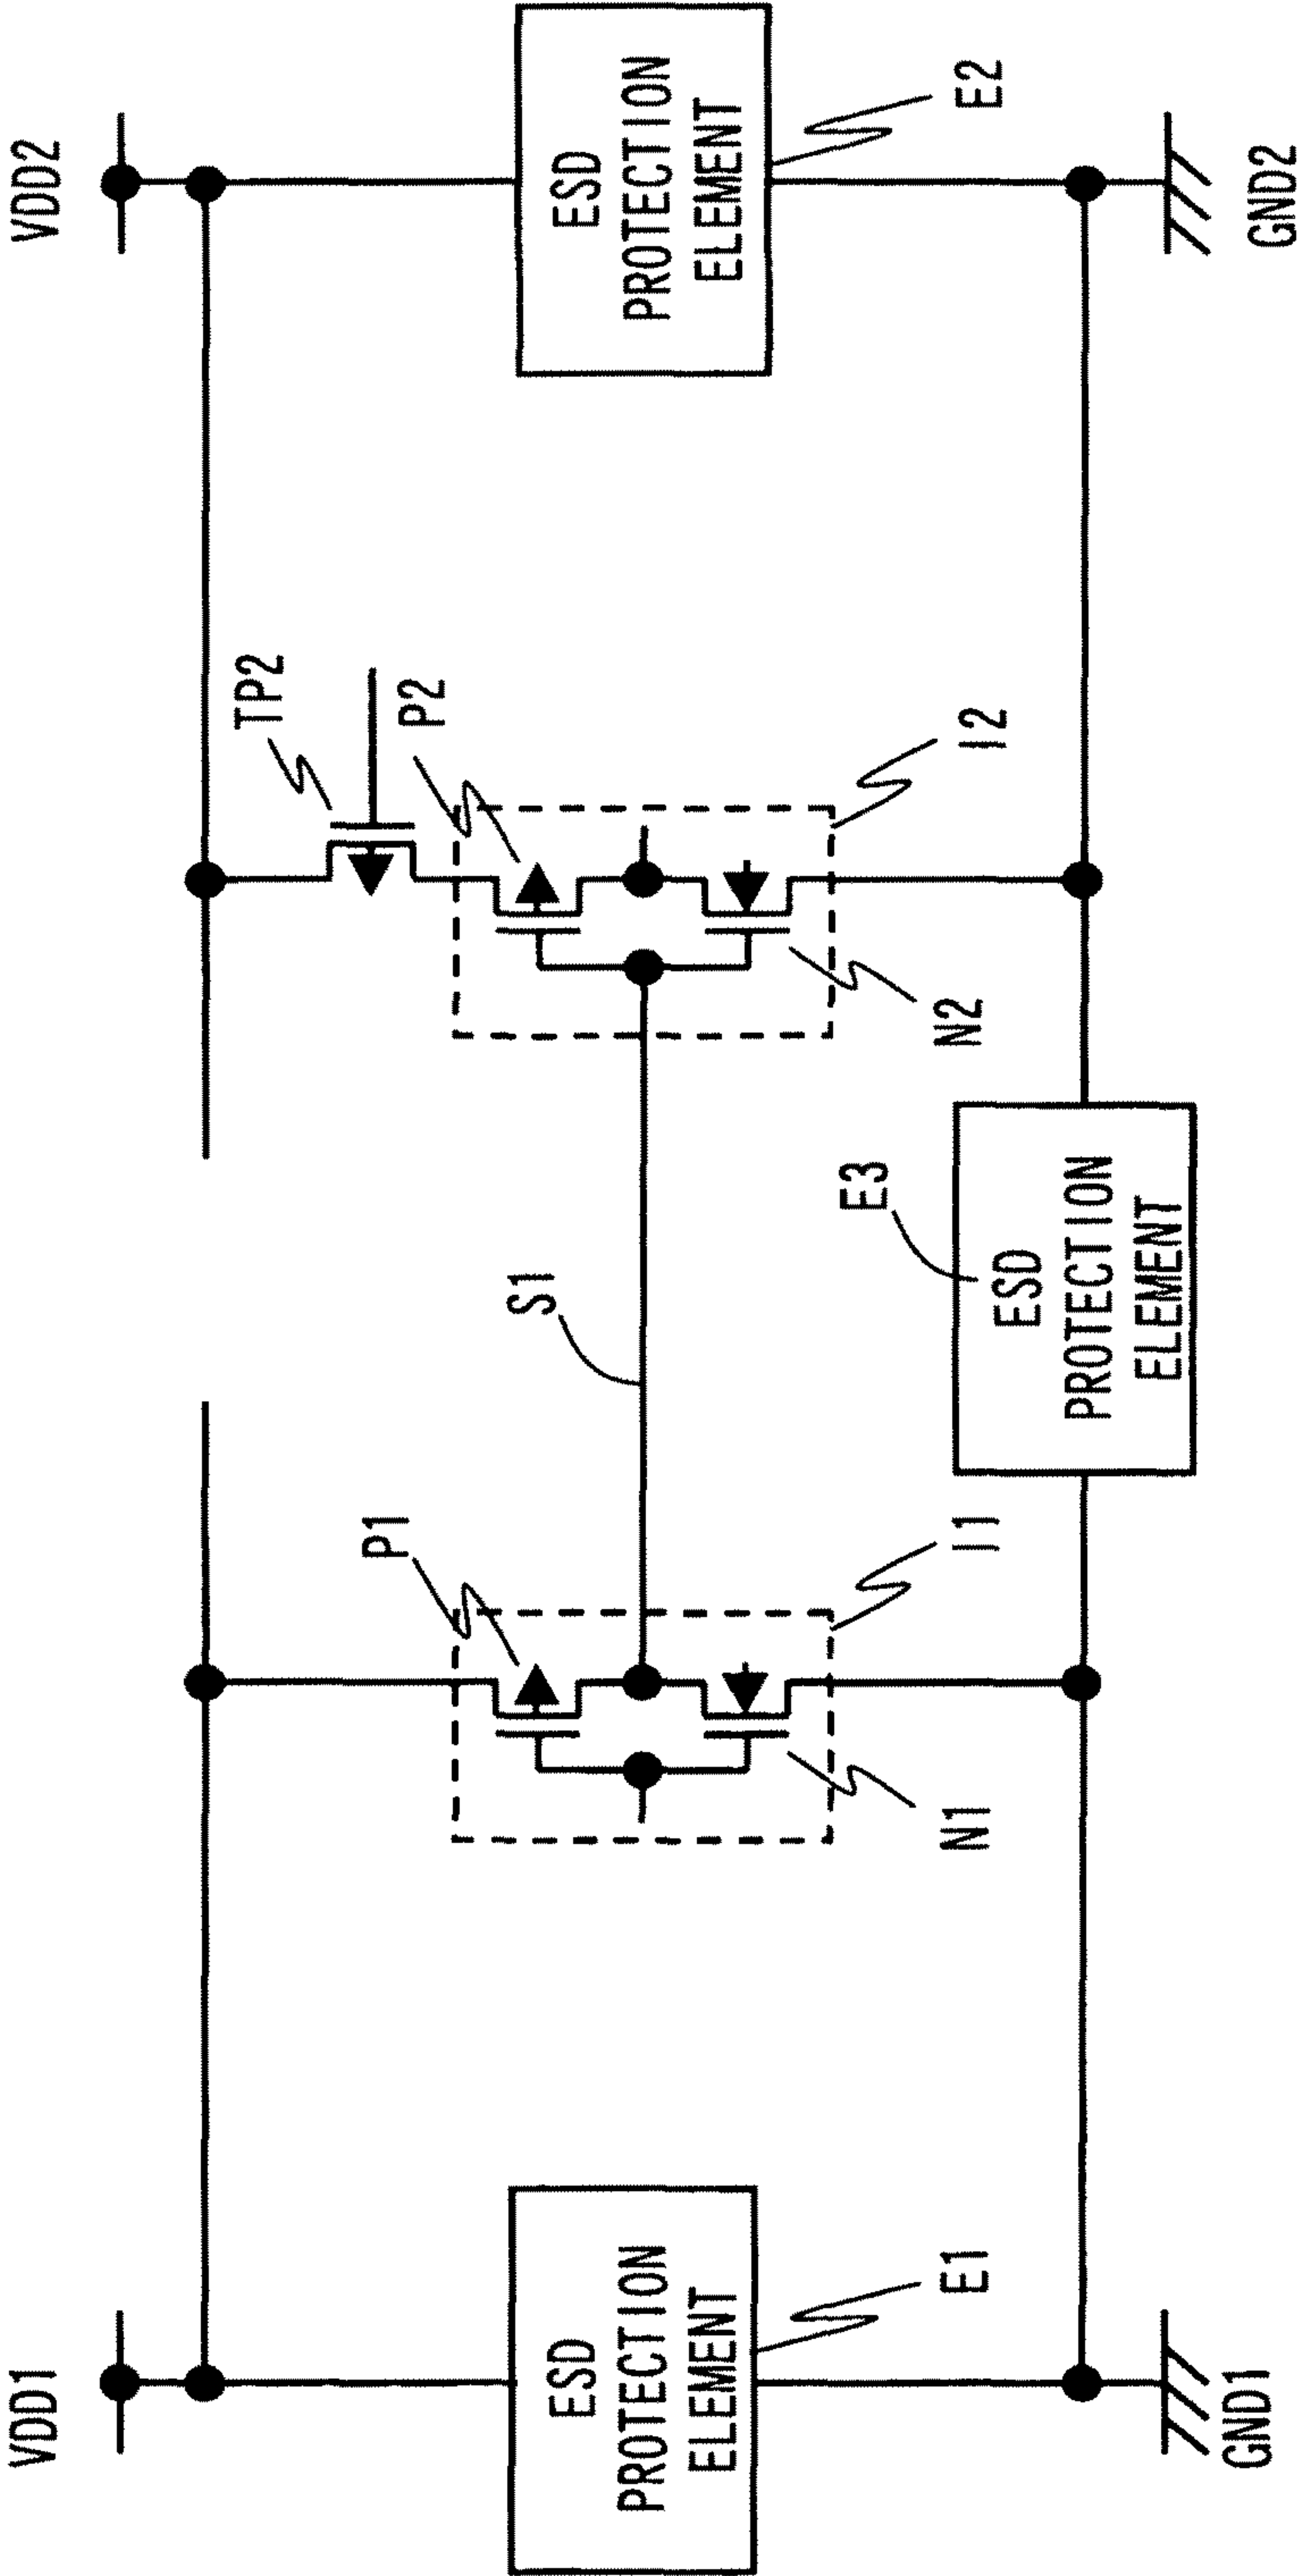 VDD1
VDD2
TP2
P1
P2
S1
ESD
PROTECTION
ELEMENT
ESD
PROTECTION
ELEMENT
E3
N1
I1
N2
I2
E1
E2
ESD
PROTECTION
ELEMENT
GND1
GND2